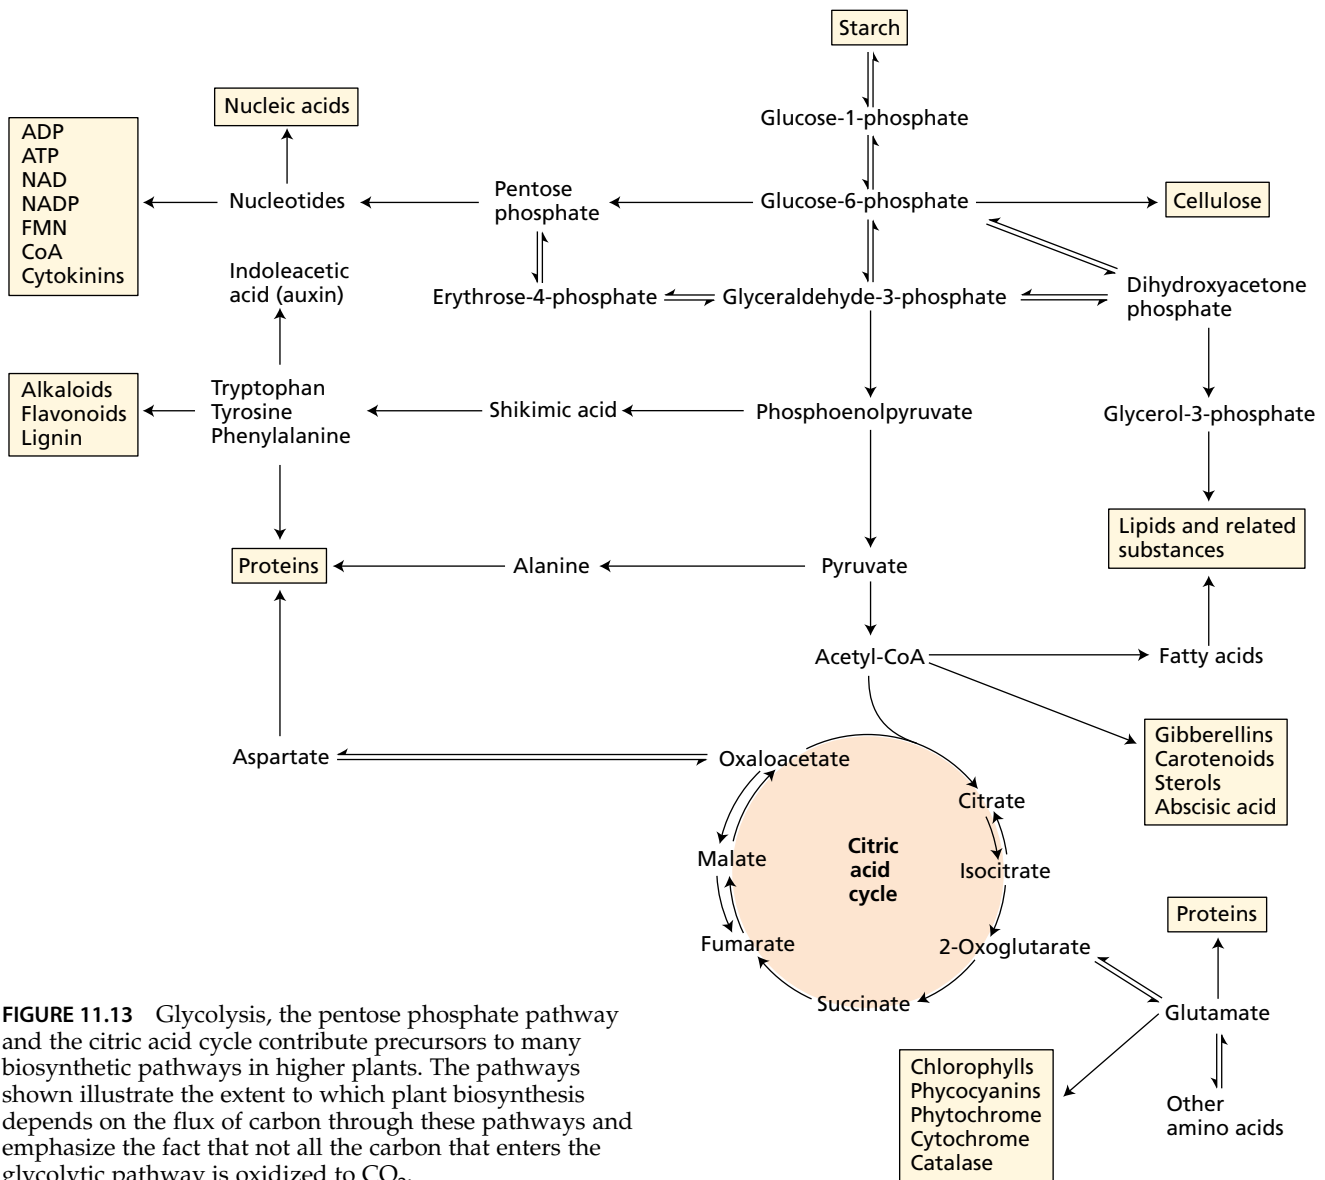 Starch
Glucose-1-phosphate
Nucleic acids
ADP
ATP
NAD
NADP
FMN
CoA
Cytokinins
Nucleotides
Pentose
phosphate
Glucose-6-phosphate
Cellulose
Indoleacetic
acid (auxin)
Erythrose-4-phosphate
Glyceraldehyde-3-phosphate
Dihydroxyacetone
phosphate
Alkaloids
Flavonoids
Lignin
Tryptophan
Tyrosine
Phenylalanine
Shikimic acid
Phosphoenolpyruvate
Glycerol-3-phosphate
Lipids and related
substances
Proteins
Alanine
Pyruvate
Acetyl-CoA
Fatty acids
Gibberellins
Carotenoids
Sterols
Abscisic acid
Aspartate
Oxaloacetate
Citrate
Isocitrate
2-Oxoglutarate
Succinate
Fumarate
Malate
Citric
acid
cycle
Proteins
Glutamate
Other
amino acids
Chlorophylls
Phycocyanins
Phytochrome
Cytochrome
Catalase
FIGURE 11.13 Glycolysis, the pentose phosphate pathway
and the citric acid cycle contribute precursors to many
biosynthetic pathways in higher plants. The pathways
shown illustrate the extent to which plant biosynthesis
depends on the flux of carbon through these pathways and
emphasize the fact that not all the carbon that enters the
glycolytic pathway is oxidized to CO₂.